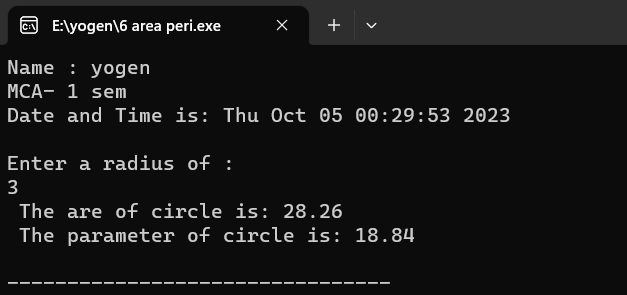 E:\yogen\6 area peri.exe
Name : yogen
MCA- 1 sem
Date and Time is: Thu Oct 05 00:29:53 2023
Enter a radius of :
3
The are of circle is: 28.26
The parameter of circle is: 18.84
--------------------------------